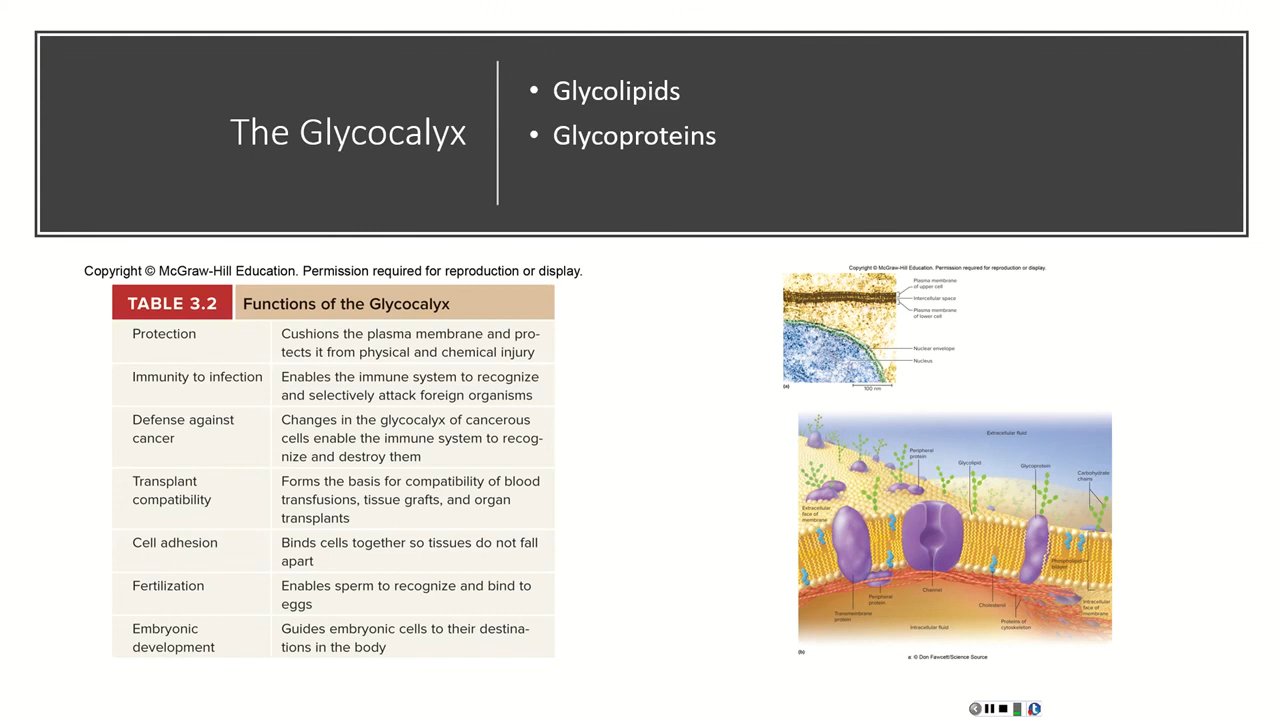 The Glycocalyx
• Glycolipids
• Glycoproteins
Copyright © McGraw-Hill Education. Permission required for reproduction or display.
TABLE 3.2 Functions of the Glycocalyx
Protection Cushions the plasma membrane and pro-
tects it from physical and chemical injury
Immunity to infection Enables the immune system to recognize
and selectively attack foreign organisms
Defense against Changes in the glycocalyx of cancerous
cancer cells enable the immune system to recog-
nize and destroy them
Transplant Forms the basis for compatibility of blood
compatibility transfusions, tissue grafts, and organ
transplants
Cell adhesion Binds cells together so tissues do not fall
apart
Fertilization Enables sperm to recognize and bind to
eggs
Embryonic Guides embryonic cells to their destina-
development tions in the body
Copyright © McGraw-Hill Education. Permission required for reproduction or display.
Plasma membrane
of upper cell
Intercellular space
Plasma membrane
of lower cell
Nuclear envelope
Nucleus
(a)
100 nm
Extracellular fluid
Peripheral
protein
Glycolipid
Glycoprotein
Carbohydrate
chains
Extracellular
face of
membrane
Phospholipid
bilayer
Channel
Peripheral
protein
Cholesterol
Intracellular
face of
membrane
Transmembrane
protein
Intracellular fluid
Proteins of
cytoskeleton
(b)
a: © Don Fawcett/Science Source